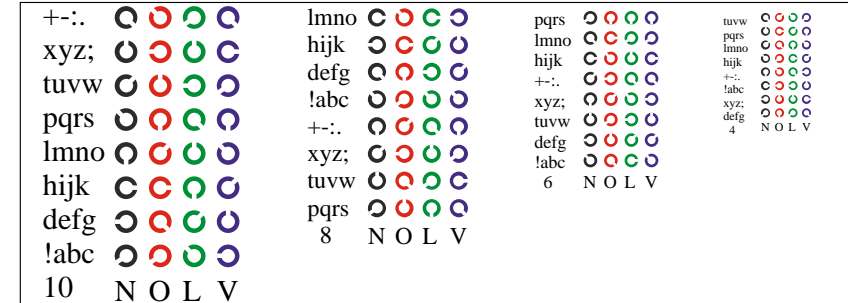 +-:.
xyz;
tuvw
pqrs
lmno
hijk
defg
!abc
10 N O L V
lmno
hijk
defg
!abc
+-:.
xyz;
tuvw
pqrs
8 N O L V
pqrs
lmno
hijk
+-:.
xyz;
tuvw
defg
!abc
6 N O L V
tuvw
pqrs
lmno
hijk
+-:.
!abc
xyz;
defg
4 N O L V